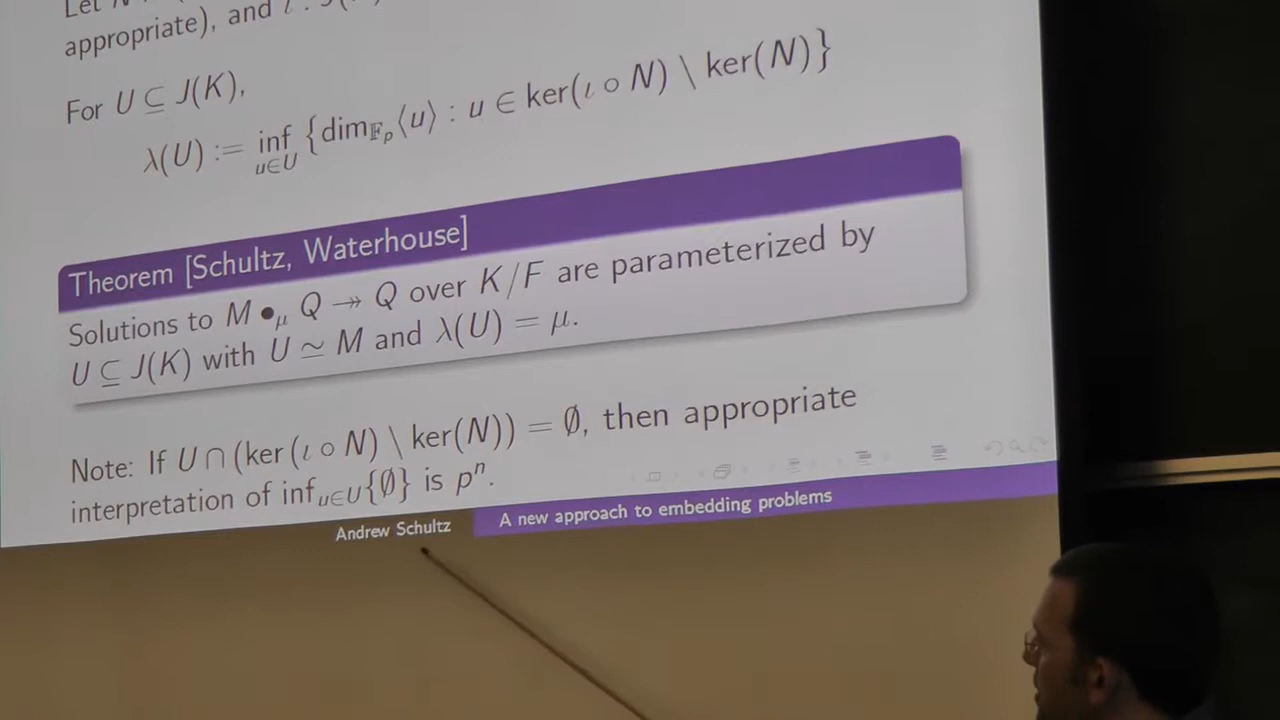 Let
appropriate), and
For U ⊆ J(K),
λ(U) := inf_{u∈U} {dim_{𝔽_p}⟨u⟩ : u ∈ ker(ι ∘ N) \ ker(N)}
Theorem [Schultz, Waterhouse]
Solutions to M •_μ Q ↠ Q over K/F are parameterized by
U ⊆ J(K) with U ≃ M and λ(U) = μ.
Note: If U ∩ (ker(ι ∘ N) \ ker(N)) = ∅, then appropriate
interpretation of inf_{u∈U}{∅} is p^n.
Andrew Schultz
A new approach to embedding problems